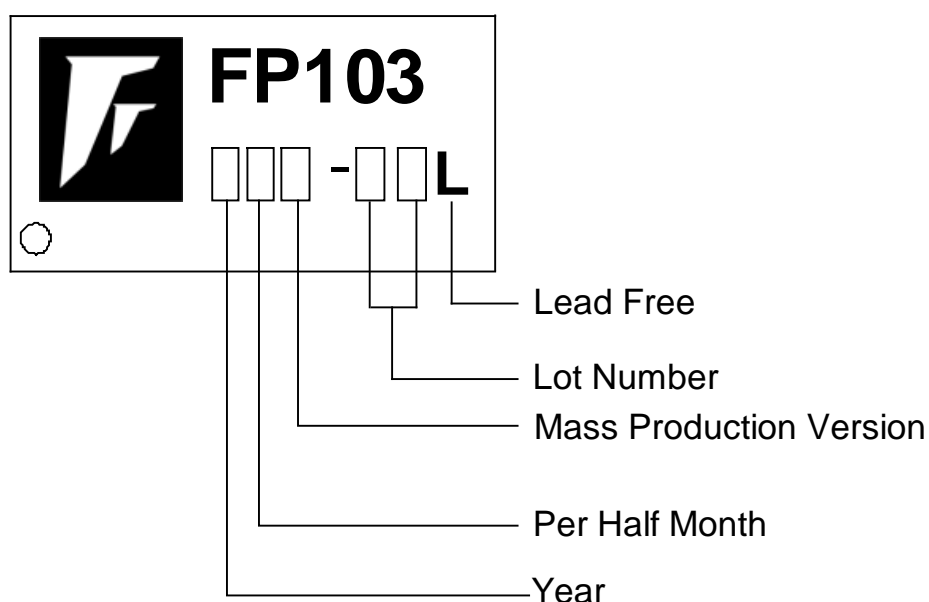 FP103
-L
Lead Free
Lot Number
Mass Production Version
Per Half Month
Year